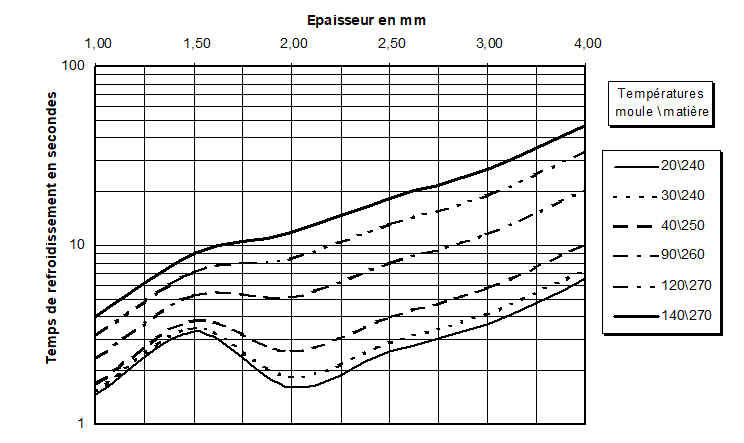 Epaisseur en mm
1,00 1,50 2,00 2,50 3,00 4,00
100
10
1
Temps de refroidissement en secondes
Températures
moule \ matière
20\240
30\240
40\250
90\260
120\270
140\270